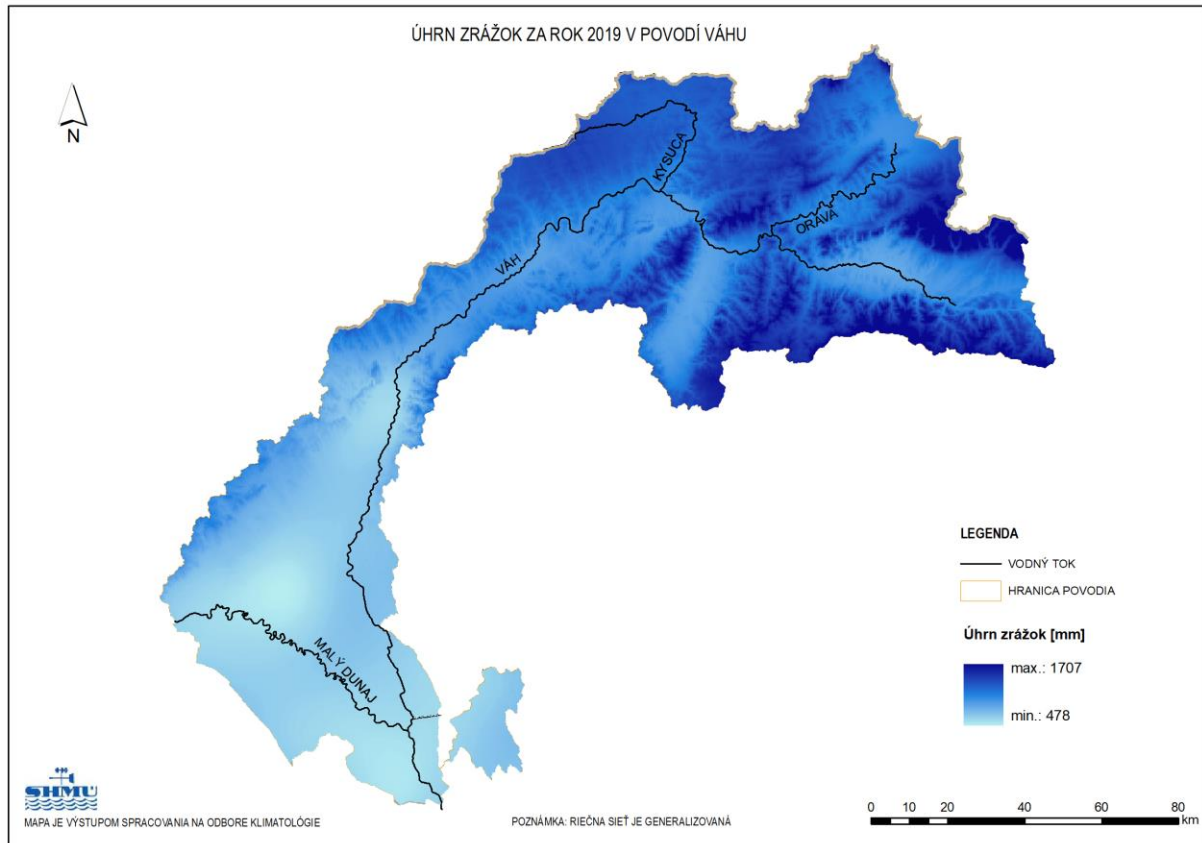 ÚHRN ZRÁŽOK ZA ROK 2019 V POVODÍ VÁHU
N
KYSUCA
ORAVA
VÁH
MALÝ DUNAJ
LEGENDA
VODNÝ TOK
HRANICA POVODIA
Úhrn zrážok [mm]
max.: 1707
min.: 478
SHMÚ
MAPA JE VÝSTUPOM SPRACOVANIA NA ODBORE KLIMATOLÓGIE
POZNÁMKA: RIEČNA SIEŤ JE GENERALIZOVANÁ
0 10 20 40 60 80
km